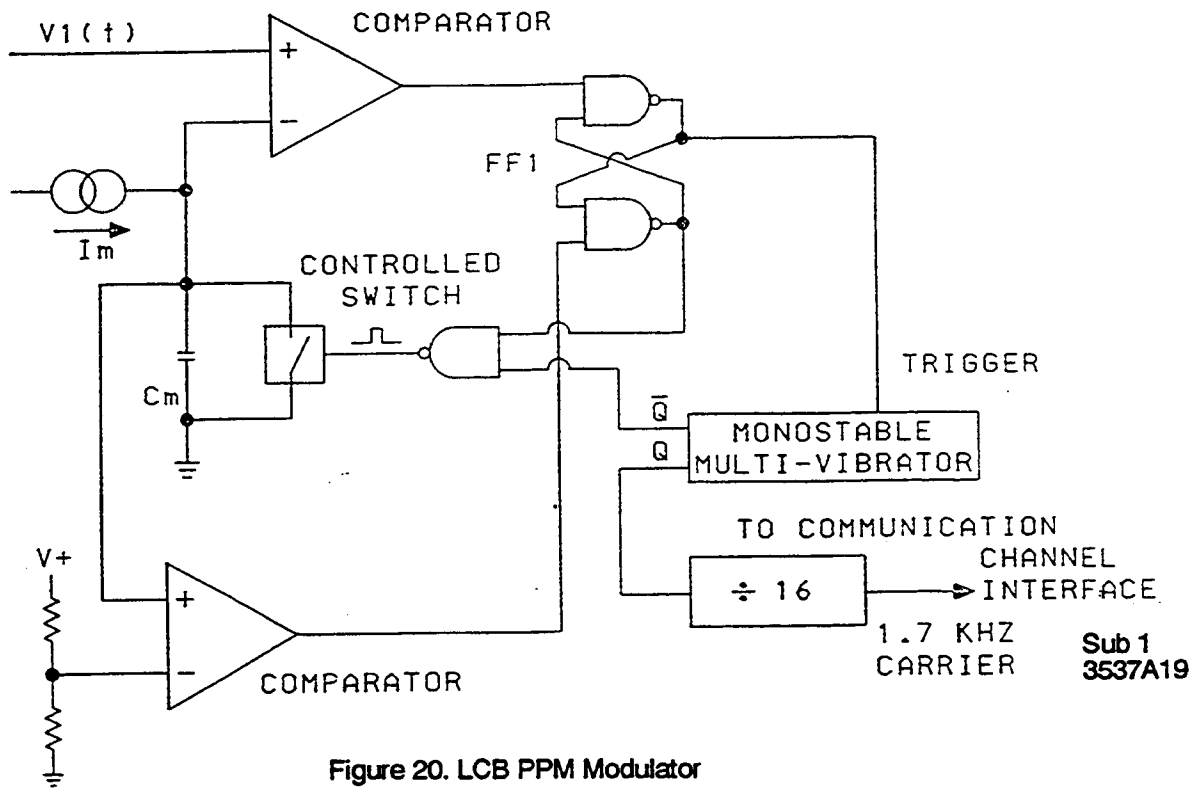 COMPARATOR
V1(t)
+
−
FF1
Im
CONTROLLED
SWITCH
Cm
TRIGGER
Q̅
Q
MONOSTABLE
MULTI-VIBRATOR
TO COMMUNICATION
CHANNEL
INTERFACE
÷ 16
1.7 KHZ
CARRIER
V+
+
−
COMPARATOR
Sub 1
3537A19
Figure 20. LCB PPM Modulator